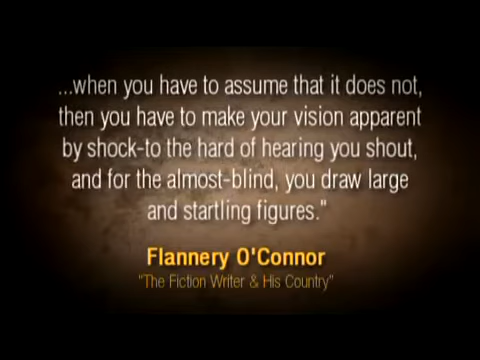 ...when you have to assume that it does not,
then you have to make your vision apparent
by shock-to the hard of hearing you shout,
and for the almost-blind, you draw large
and startling figures."
Flannery O'Connor
"The Fiction Writer & His Country"